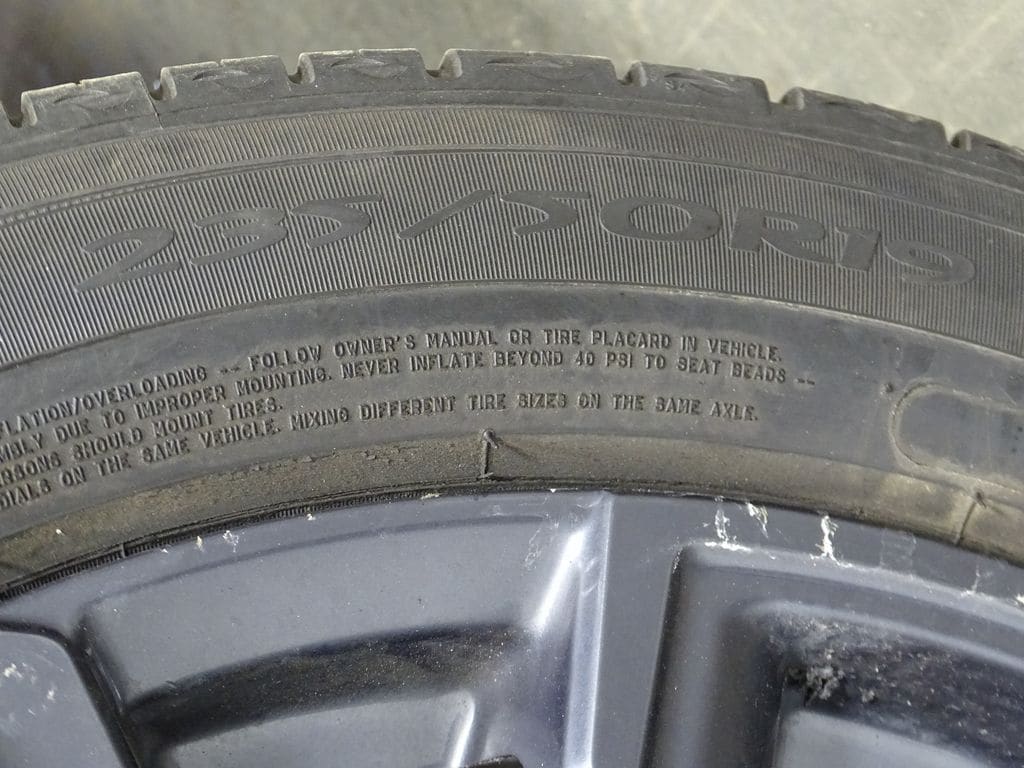 235/50R19
FLATION/OVERLOADING -- FOLLOW OWNER'S MANUAL OR TIRE PLACARD IN VEHICLE.
MBLY DUE TO IMPROPER MOUNTING. NEVER INFLATE BEYOND 40 PSI TO SEAT BEADS --
RSONS SHOULD MOUNT TIRES.
DIALS ON THE SAME VEHICLE. MIXING DIFFERENT TIRE SIZES ON THE SAME AXLE.